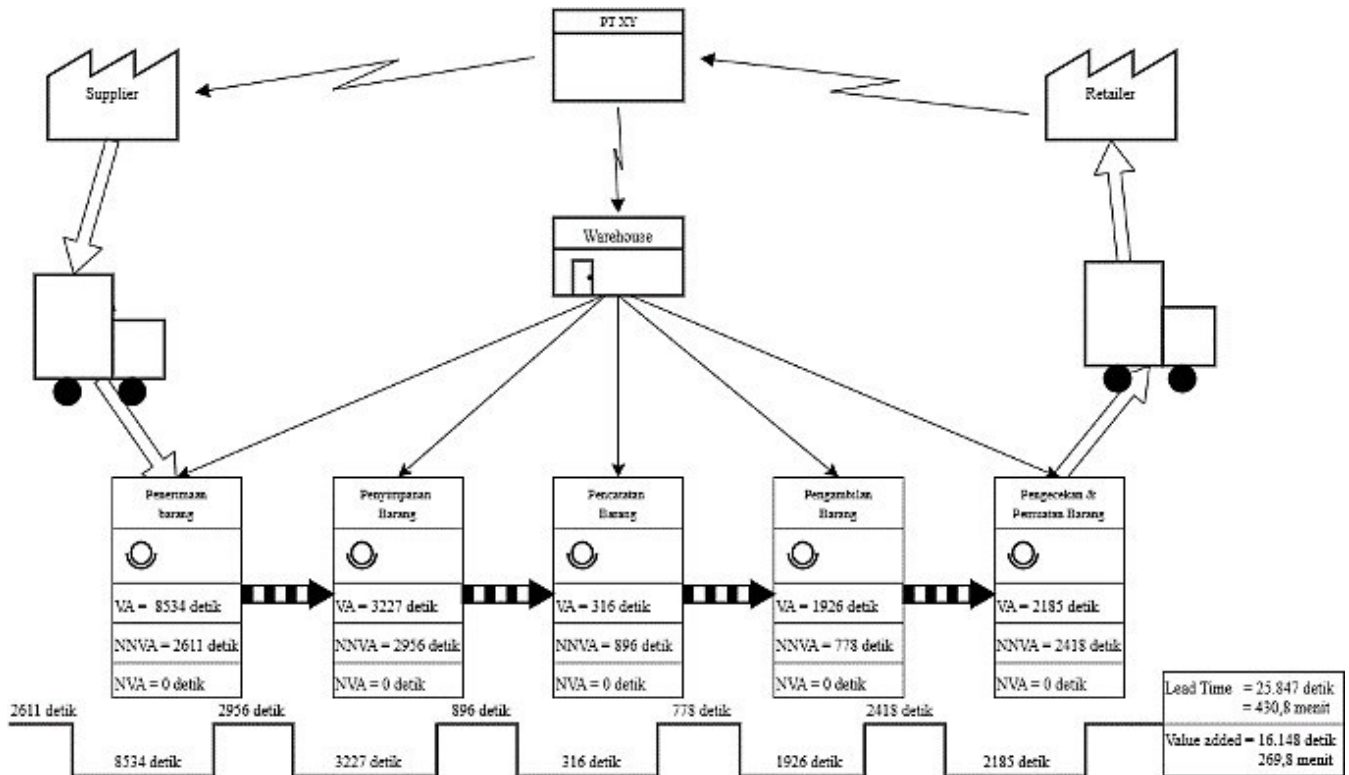 PT XY
Supplier
Retailer
Warehouse
Penerimaan
barang
VA = 8534 detik
NNVA = 2611 detik
NVA = 0 detik
Penyimpanan
Barang
VA = 3227 detik
NNVA = 2956 detik
NVA = 0 detik
Pencatatan
Barang
VA = 316 detik
NNVA = 896 detik
NVA = 0 detik
Pengambilan
Barang
VA = 1926 detik
NNVA = 778 detik
NVA = 0 detik
Pengecekan &
Pemuatan Barang
VA = 2185 detik
NNVA = 2418 detik
NVA = 0 detik
2611 detik
2956 detik
896 detik
778 detik
2418 detik
8534 detik
3227 detik
316 detik
1926 detik
2185 detik
Lead Time = 25.847 detik
= 430,8 menit
Value added = 16.148 detik
269,8 menit